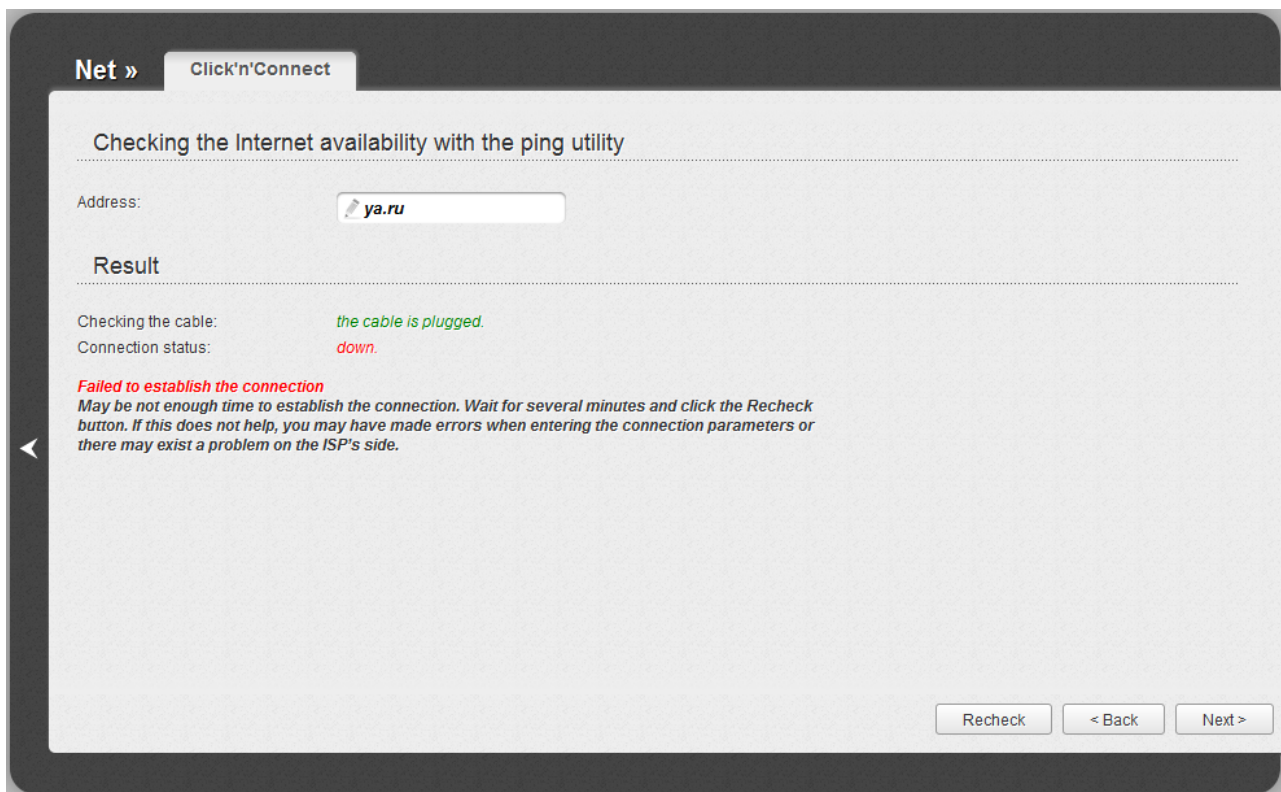 Net »
Click'n'Connect
Checking the Internet availability with the ping utility
Address:
ya.ru
Result
Checking the cable:
the cable is plugged.
Connection status:
down.
Failed to establish the connection
May be not enough time to establish the connection. Wait for several minutes and click the Recheck
button. If this does not help, you may have made errors when entering the connection parameters or
there may exist a problem on the ISP's side.
Recheck
< Back
Next >